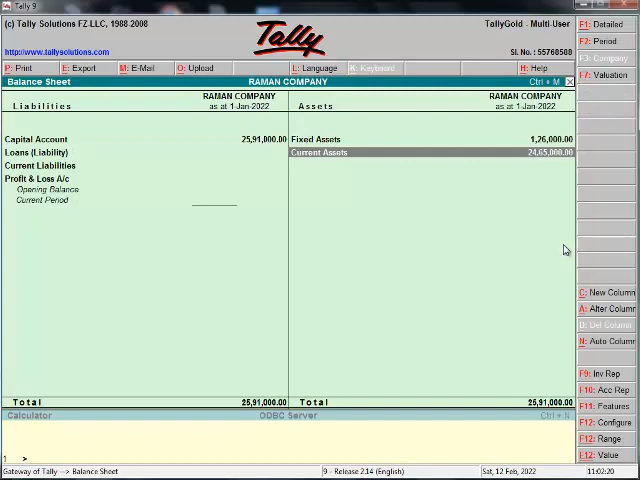 Tally 9
(c) Tally Solutions FZ-LLC, 1988-2008
http://www.tallysolutions.com
Tally
TallyGold - Multi-User
Sl. No. : 55768588
P: Print
E: Export
M: E-Mail
O: Upload
L: Language
K: Keyboard
H: Help
Balance Sheet
RAMAN COMPANY
Ctrl + M
Liabilities
RAMAN COMPANY
as at 1-Jan-2022
Assets
RAMAN COMPANY
as at 1-Jan-2022
Capital Account 25,91,000.00
Loans (Liability)
Current Liabilities
Profit & Loss A/c
Opening Balance
Current Period
Fixed Assets 1,26,000.00
Current Assets 24,65,000.00
Total 25,91,000.00
Total 25,91,000.00
F1: Detailed
F2: Period
F3: Company
F7: Valuation
C: New Column
A: Alter Column
D: Del Column
N: Auto Column
F9: Inv Rep
F10: Acc Rep
F11: Features
F12: Configure
F12: Range
F12: Value
Calculator
ODBC Server
Ctrl + N
1 >
Gateway of Tally --> Balance Sheet
9 - Release 2.14 (English)
Sat, 12 Feb, 2022
11:02:20